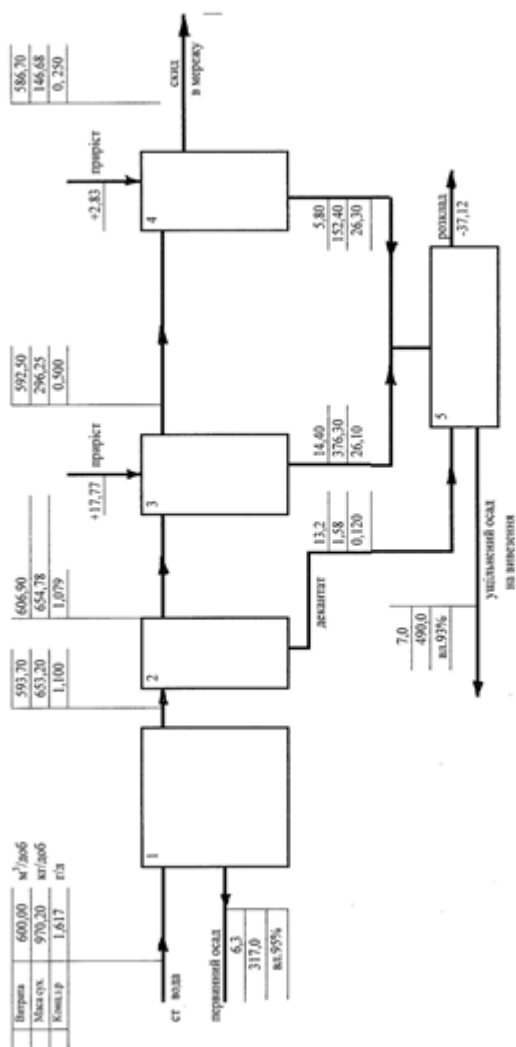 Витрата 600,00 м³/доб
Маса сух. 970,20 кг/доб
Конц.з.р 1,617 г/л
593,70
653,20
1,100
606,90
654,78
1,079
592,50
296,25
0,500
586,70
146,68
0, 250
ст вода
первинний осад
6,3
317,0
вл.95%
1
2
3
4
5
+17,77
приріст
+2,83
приріст
скид
в мережу
декантат
13,2
1,58
0,120
14,40
376,30
26,10
5,80
152,40
26,30
розклад
-37,12
7,0
490,0
вл.93%
ущільнений осад
на вивезення